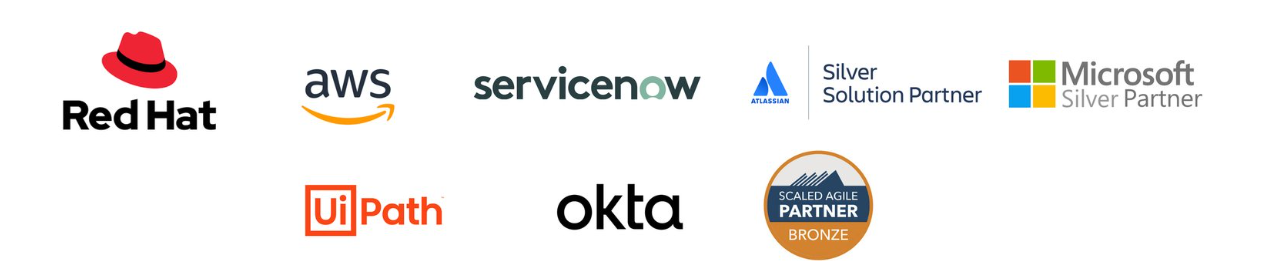 Red Hat
aws
servicenow
ATLASSIAN
Silver
Solution Partner
Microsoft
Silver Partner
UiPath
okta
SCALED AGILE
PARTNER
BRONZE